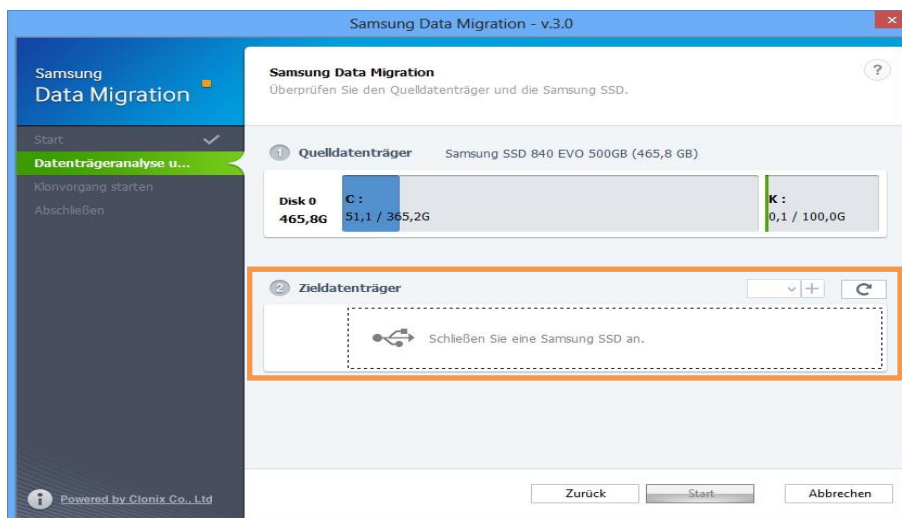 Samsung Data Migration - v.3.0
Samsung
Data Migration
Start
Datenträgeranalyse u...
Klonvorgang starten
Abschließen
Powered by Clonix Co., Ltd
Samsung Data Migration
Überprüfen Sie den Quelldatenträger und die Samsung SSD.
?
1 Quelldatenträger Samsung SSD 840 EVO 500GB (465,8 GB)
Disk 0
465,8G
C :
51,1 / 365,2G
K :
0,1 / 100,0G
2 Zieldatenträger
Schließen Sie eine Samsung SSD an.
Zurück Start Abbrechen